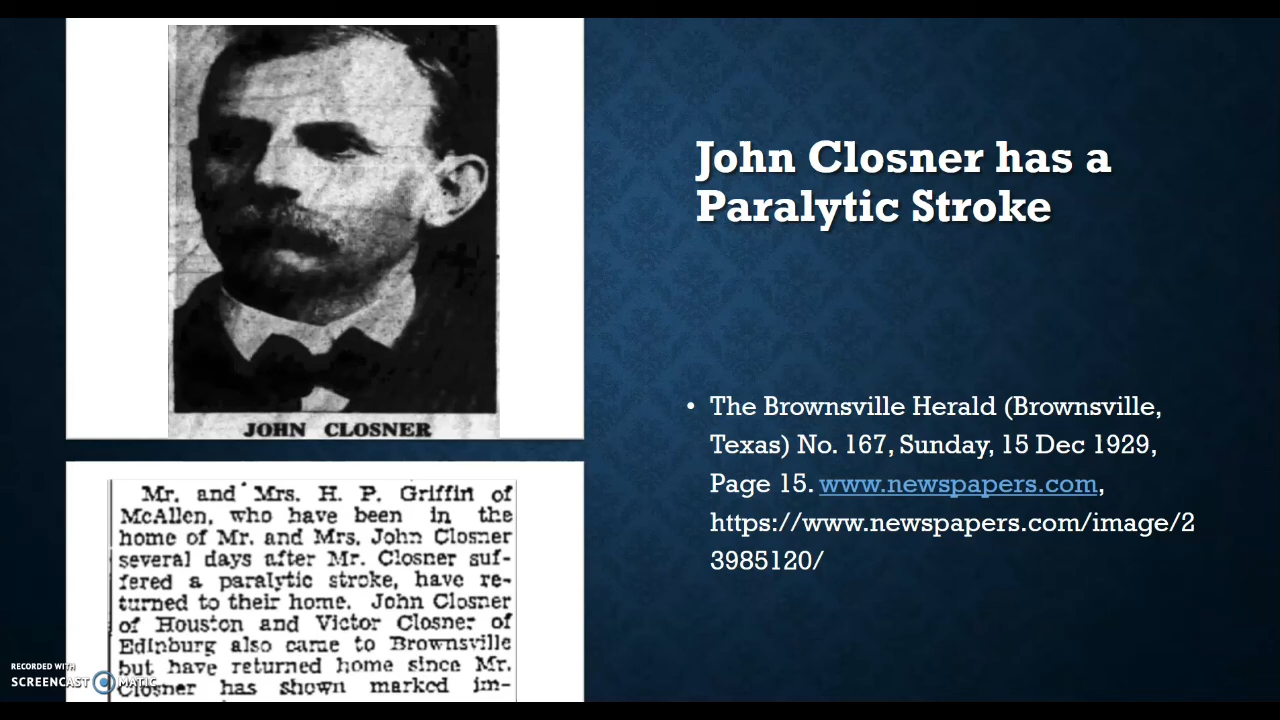 JOHN CLOSNER
Mr. and Mrs. H. P. Griffin of
McAllen, who have been in the
home of Mr. and Mrs. John Closner
several days after Mr. Closner suf-
fered a paralytic stroke, have re-
turned to their home. John Closner
of Houston and Victor Closner of
Edinburg also came to Brownsville
but have returned home since Mr.
Closner has shown marked im-
John Closner has a
Paralytic Stroke
• The Brownsville Herald (Brownsville,
Texas) No. 167, Sunday, 15 Dec 1929,
Page 15. www.newspapers.com,
https://www.newspapers.com/image/2
3985120/
RECORDED WITH
SCREENCAST MATIC